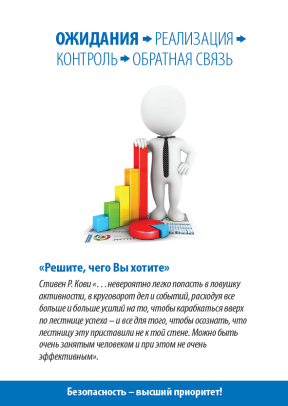 ОЖИДАНИЯ ➨ РЕАЛИЗАЦИЯ ➨
КОНТРОЛЬ ➨ ОБРАТНАЯ СВЯЗЬ
«Решите, чего Вы хотите»
Стивен Р. Кови «…невероятно легко попасть в ловушку
активности, в круговорот дел и событий, расходуя все
больше и больше усилий на то, чтобы карабкаться вверх
по лестнице успеха – и все для того, чтобы осознать, что
лестницу эту приставили не к той стене. Можно быть
очень занятым человеком и при этом не очень
эффективным».
Безопасность – высший приоритет!